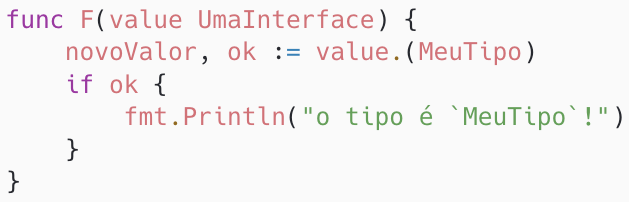 func F(value UmaInterface) {
    novoValor, ok := value.(MeuTipo)
    if ok {
        fmt.Println("o tipo é `MeuTipo`!")
    }
}